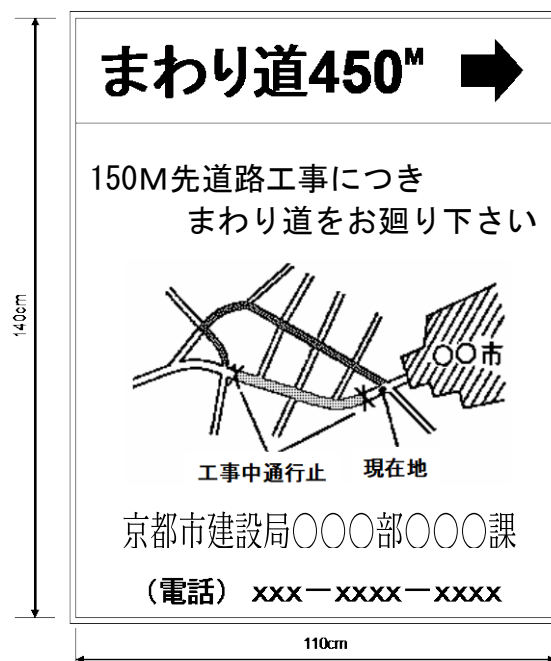 まわり道450M
150M先道路工事につき
まわり道をお廻り下さい
○○市
工事中通行止
現在地
京都市建設局○○○部○○○課
(電話) xxx-xxxx-xxxx
140cm
110cm